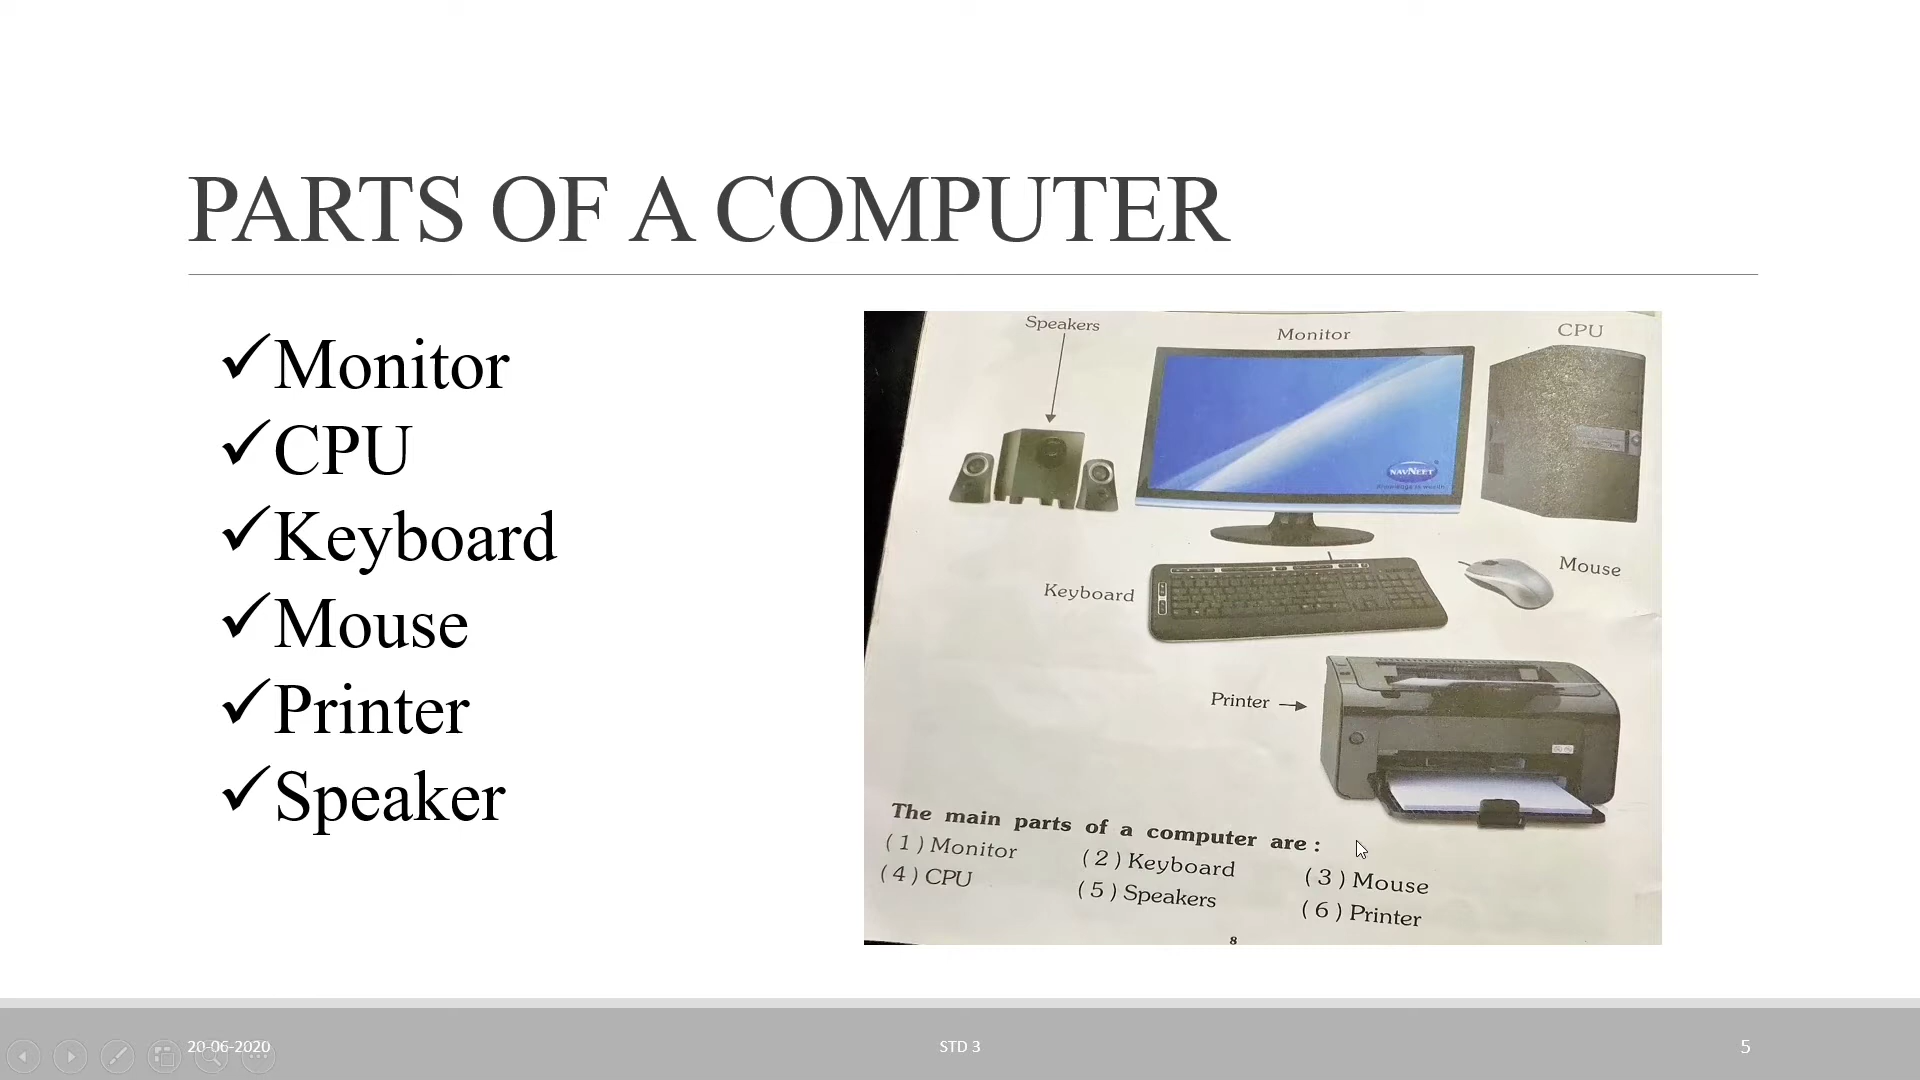 PARTS OF A COMPUTER
✓Monitor
✓CPU
✓Keyboard
✓Mouse
✓Printer
✓Speaker
Speakers
Monitor
CPU
NAVNEET
Keyboard
Mouse
Printer
The main parts of a computer are :
(1) Monitor (2) Keyboard (3) Mouse
(4) CPU (5) Speakers (6) Printer
8
20-06-2020 STD 3 5